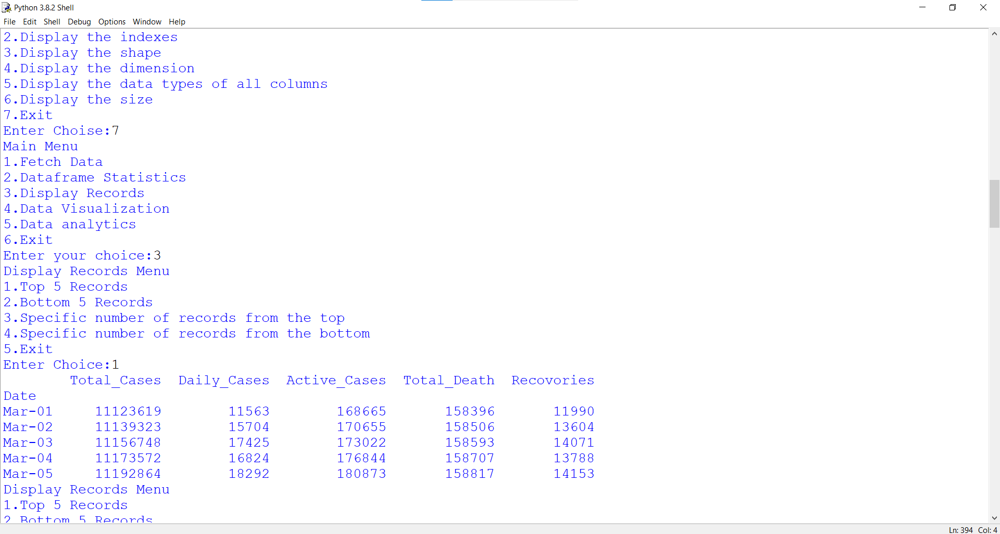 Python 3.8.2 Shell
File Edit Shell Debug Options Window Help
2.Display the indexes
3.Display the shape
4.Display the dimension
5.Display the data types of all columns
6.Display the size
7.Exit
Enter Choise:7
Main Menu
1.Fetch Data
2.Dataframe Statistics
3.Display Records
4.Data Visualization
5.Data analytics
6.Exit
Enter your choice:3
Display Records Menu
1.Top 5 Records
2.Bottom 5 Records
3.Specific number of records from the top
4.Specific number of records from the bottom
5.Exit
Enter Choice:1
Total_Cases Daily_Cases Active_Cases Total_Death Recovories
Date
Mar-01 11123619 11563 168665 158396 11990
Mar-02 11139323 15704 170655 158506 13604
Mar-03 11156748 17425 173022 158593 14071
Mar-04 11173572 16824 176844 158707 13788
Mar-05 11192864 18292 180873 158817 14153
Display Records Menu
1.Top 5 Records
2.Bottom 5 Records
Ln: 394 Col: 4